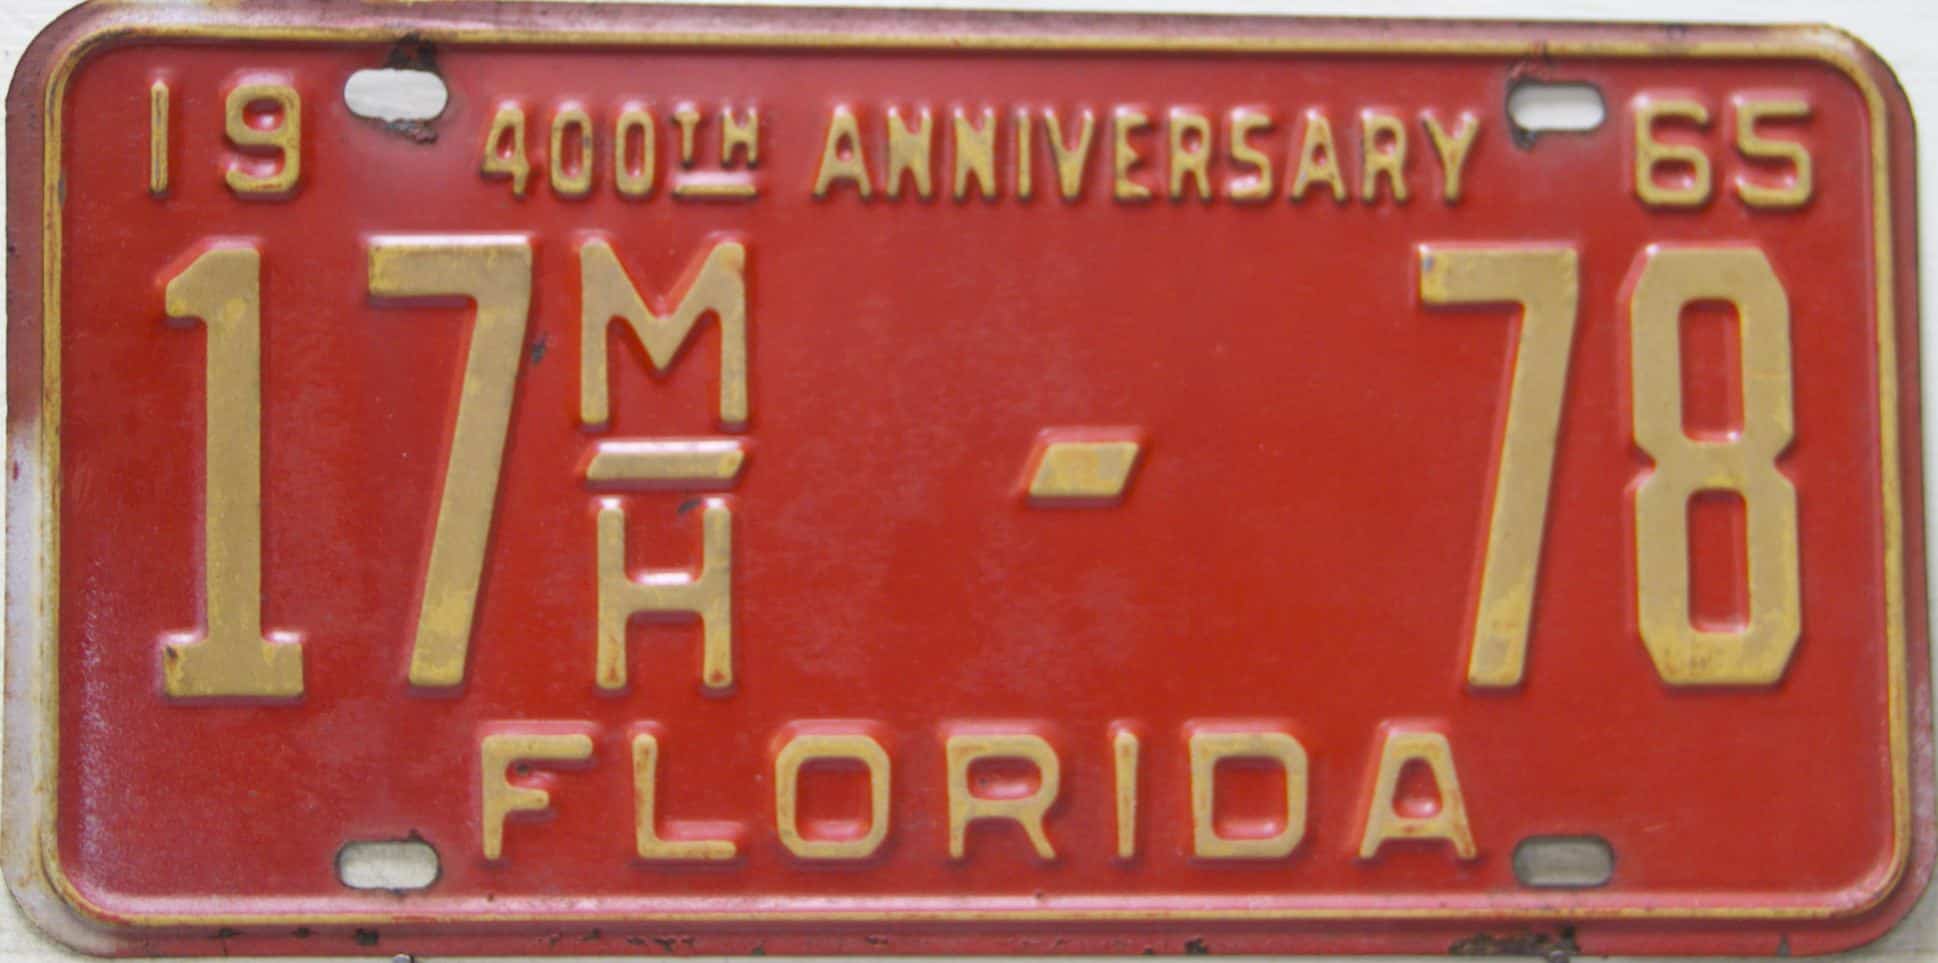 19 400TH ANNIVERSARY 65
17 M/H - 78
FLORIDA